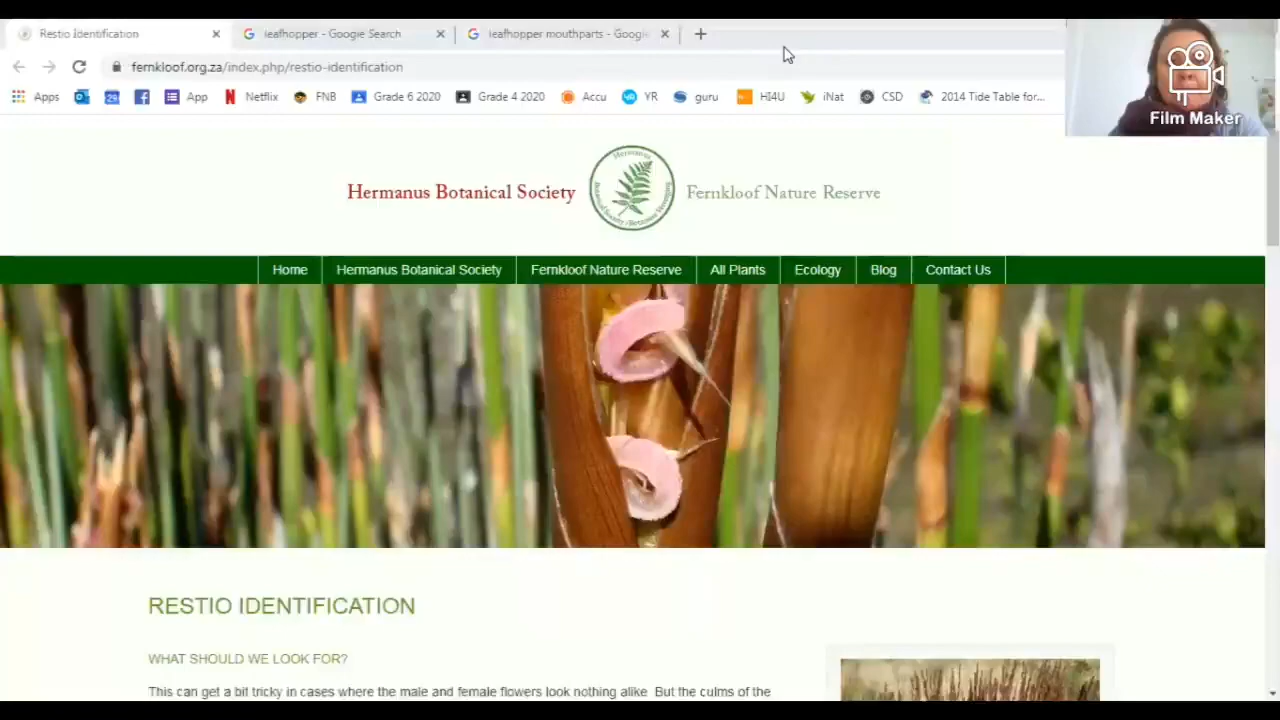 Restio Identification
leafhopper - Google Search
leafhopper mouthparts - Googl
fernkloof.org.za/index.php/restio-identification
Apps 29 App Netflix FNB Grade 6 2020 Grade 4 2020 Accu YR guru HI4U iNat CSD 2014 Tide Table for...
Film Maker
Hermanus Botanical Society
Hermanus
Fernkloof Nature Reserve
Home Hermanus Botanical Society Fernkloof Nature Reserve All Plants Ecology Blog Contact Us
RESTIO IDENTIFICATION
WHAT SHOULD WE LOOK FOR?
This can get a bit tricky in cases where the male and female flowers look nothing alike. But the culms of the